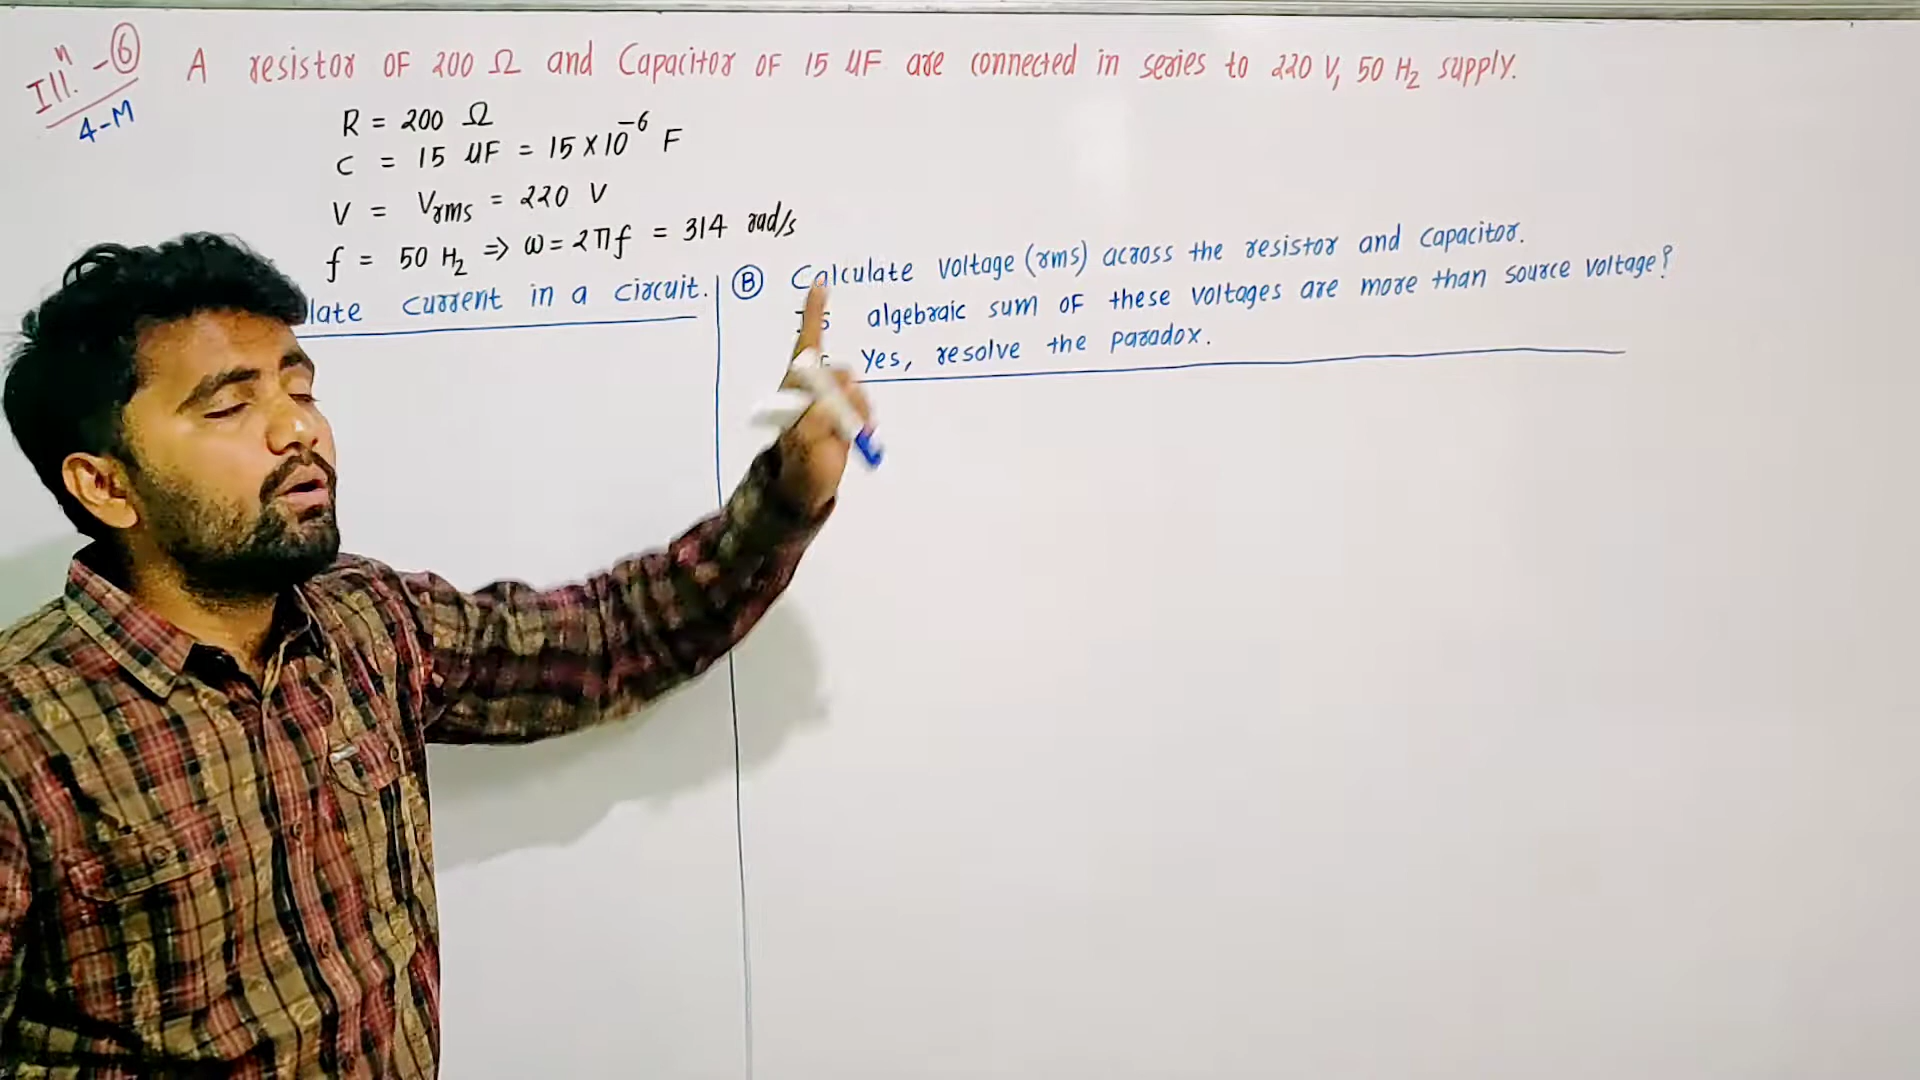 Illⁿ. -⑥ A resistor OF 200 Ω and Capacitor OF 15 μF are connected in series to 220 V, 50 Hz supply.
4-M
R = 200 Ω
C = 15 μF = 15 X 10⁻⁶ F
V = Vrms = 220 V
f = 50 Hz ⇒ ω = 2πf = 314 rad/s
late current in a circuit.
Ⓑ Calculate voltage (rms) across the resistor and capacitor.
algebraic sum OF these voltages are more than source voltage?
Yes, resolve the paradox.